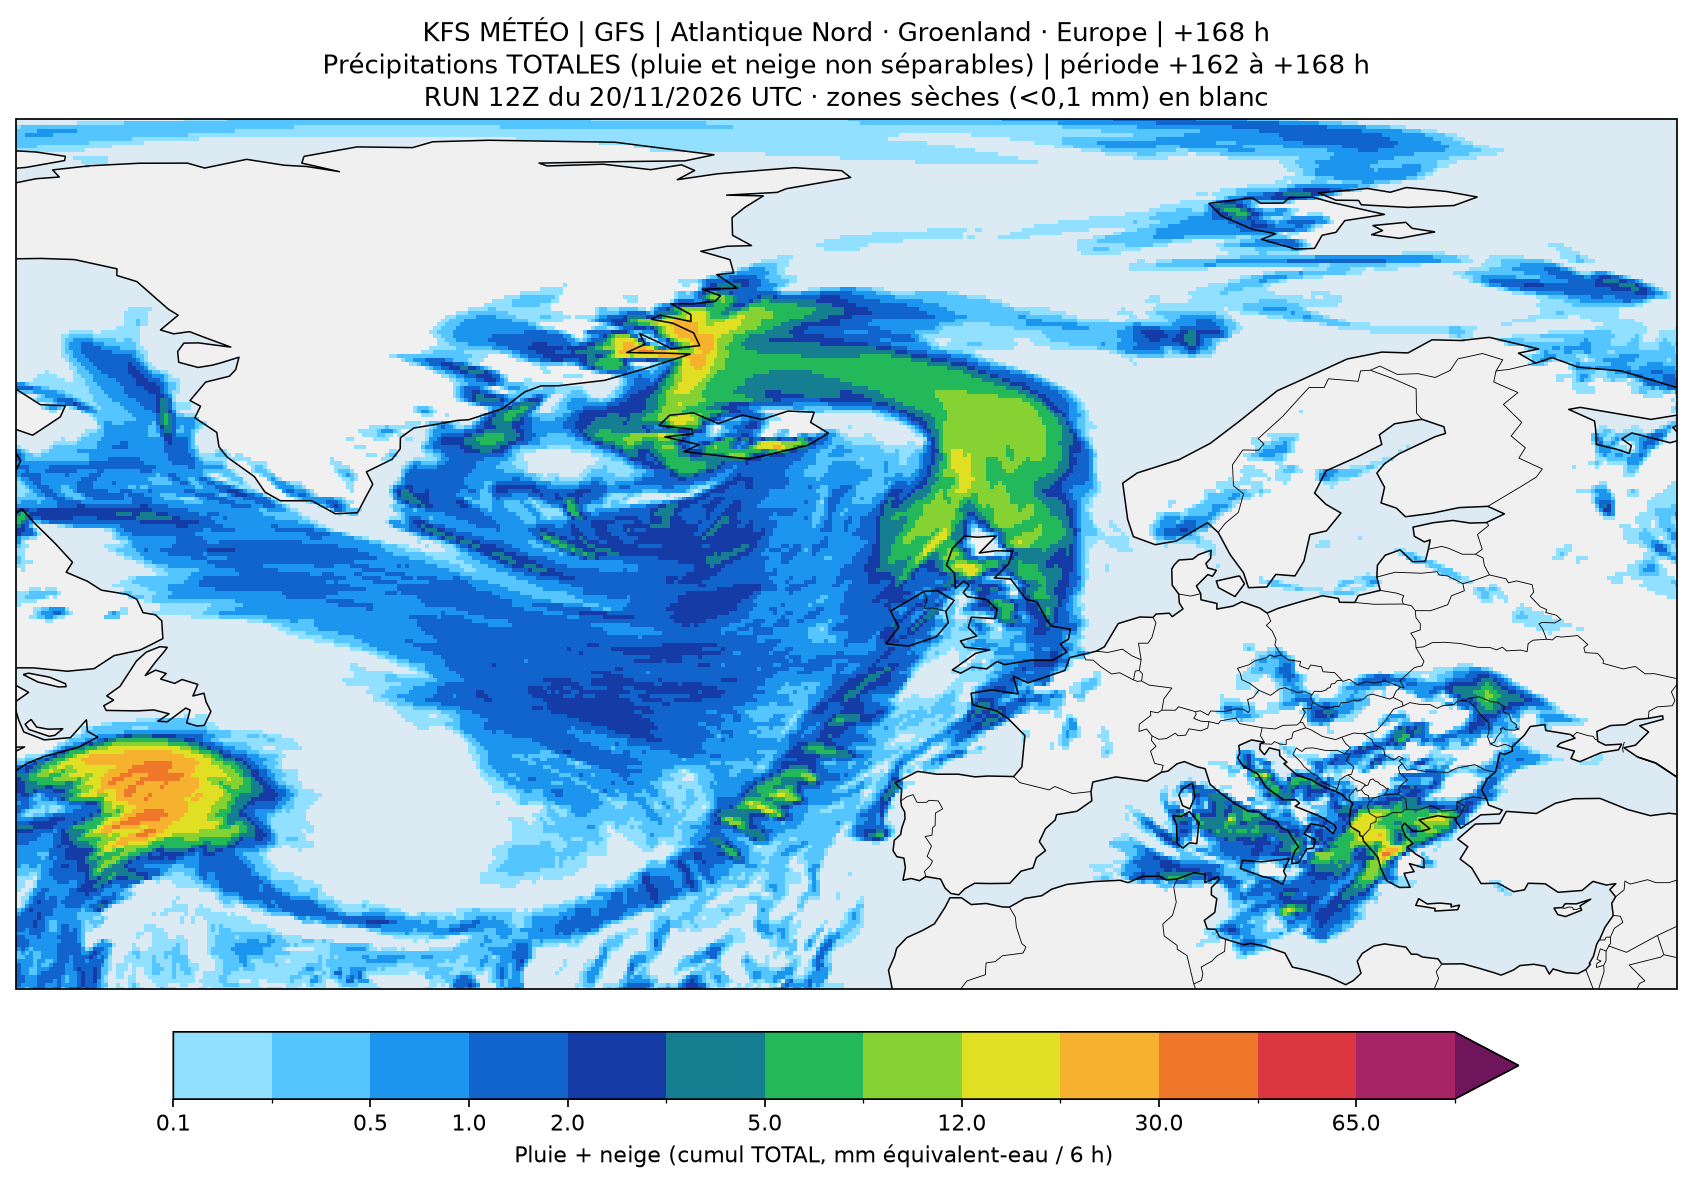 KFS MÉTÉO | GFS | Atlantique Nord · Groenland · Europe | +168 h
Précipitations TOTALES (pluie et neige non séparables) | période +162 à +168 h
RUN 12Z du 20/11/2026 UTC · zones sèches (<0,1 mm) en blanc
0.1 0.5 1.0 2.0 5.0 12.0 30.0 65.0
Pluie + neige (cumul TOTAL, mm équivalent-eau / 6 h)